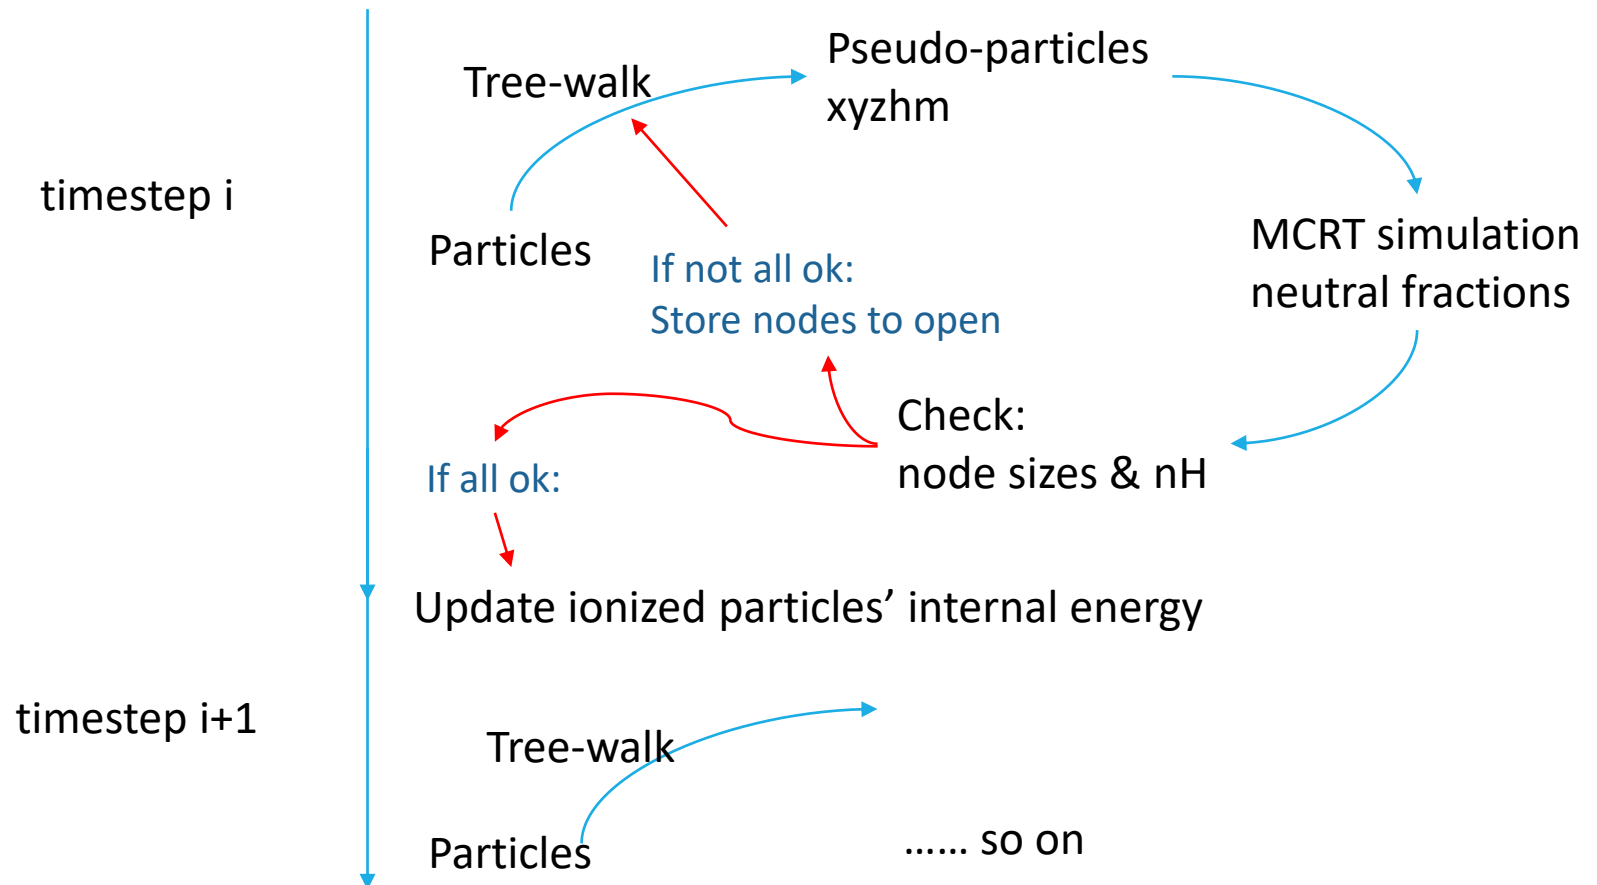 Pseudo-particles
xyzhm
Tree-walk
timestep i
Particles
MCRT simulation
neutral fractions
If not all ok:
Store nodes to open
Check:
node sizes & nH
If all ok:
Update ionized particles’ internal energy
timestep i+1
Tree-walk
Particles
...... so on